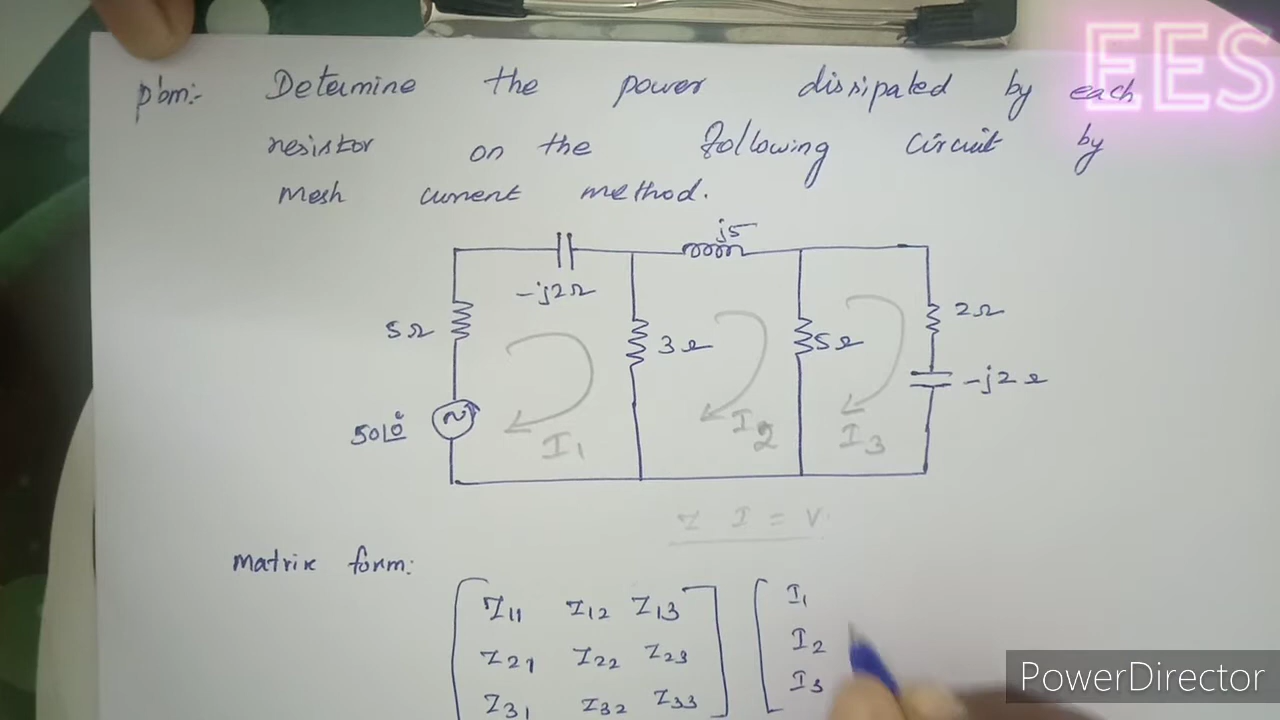 EES
pbm:- Determine the power dissipated by each
resistor on the following circuit by
Mesh current method.
j5
-j2Ω
5Ω
3Ω
5Ω
2Ω
-j2Ω
50∠0°
I1
I2
I3
Z I = V
Matrix form:
Z11 Z12 Z13 I1
Z21 Z22 Z23 I2
Z31 Z32 Z33 I3
PowerDirector